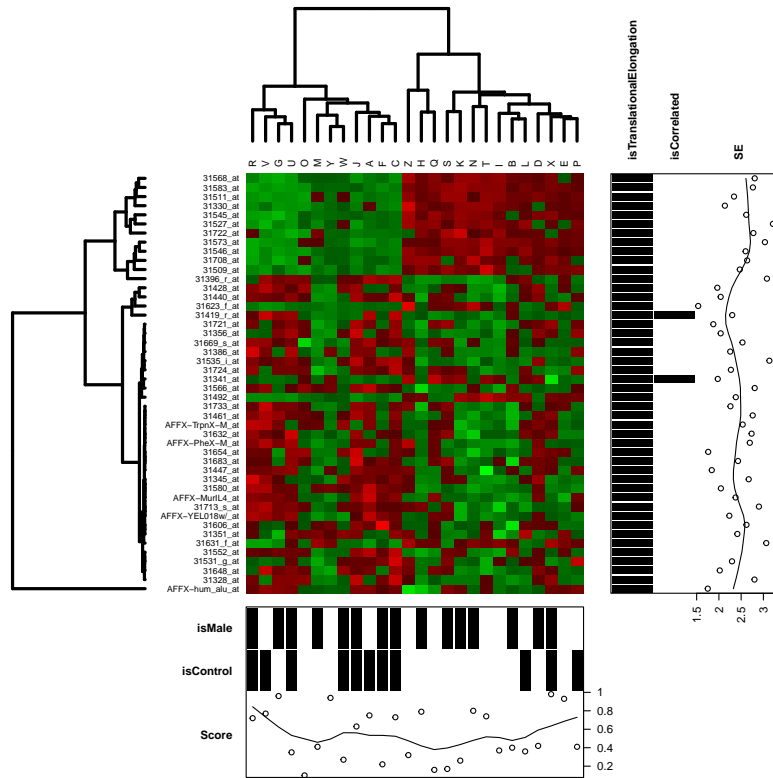 isTranslationalElongation
isCorrelated
SE
R V G U O M Y W J A F C Z H Q S K N T I B L D X E P
31568_at
31583_at
31511_at
31330_at
31545_at
31527_at
31722_at
31573_at
31546_at
31708_at
31509_at
31396_r_at
31428_at
31440_at
31623_f_at
31419_r_at
31721_at
31356_at
31669_s_at
31386_at
31535_i_at
31724_at
31341_at
31566_at
31492_at
31733_at
31461_at
AFFX-TrpnX-M_at
31632_at
AFFX-PheX-M_at
31654_at
31683_at
31447_at
31345_at
31580_at
AFFX-MurIL4_at
31713_s_at
AFFX-YEL018w/_at
31606_at
31351_at
31631_f_at
31552_at
31531_g_at
31648_at
31328_at
AFFX-hum_alu_at
1.5
2
2.5
3
isMale
isControl
Score
1
0.8
0.6
0.4
0.2